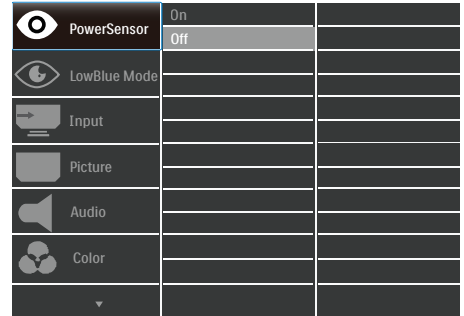 PowerSensor
On
Off
LowBlue Mode
Input
Picture
Audio
Color